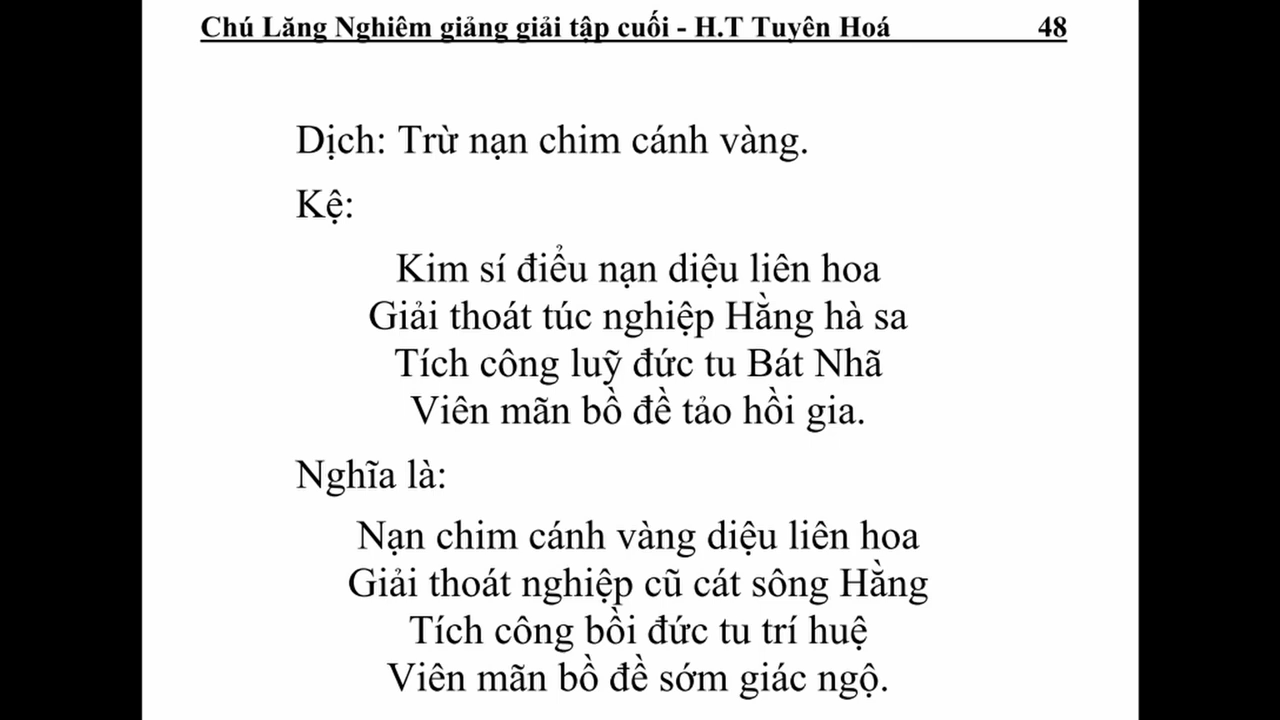 Chú Lăng Nghiêm giảng giải tập cuối - H.T Tuyên Hoá 48
Dịch: Trừ nạn chim cánh vàng.
Kệ:
Kim sí điểu nạn diệu liên hoa
Giải thoát túc nghiệp Hằng hà sa
Tích công luỹ đức tu Bát Nhã
Viên mãn bồ đề tảo hồi gia.
Nghĩa là:
Nạn chim cánh vàng diệu liên hoa
Giải thoát nghiệp cũ cát sông Hằng
Tích công bồi đức tu trí huệ
Viên mãn bồ đề sớm giác ngộ.